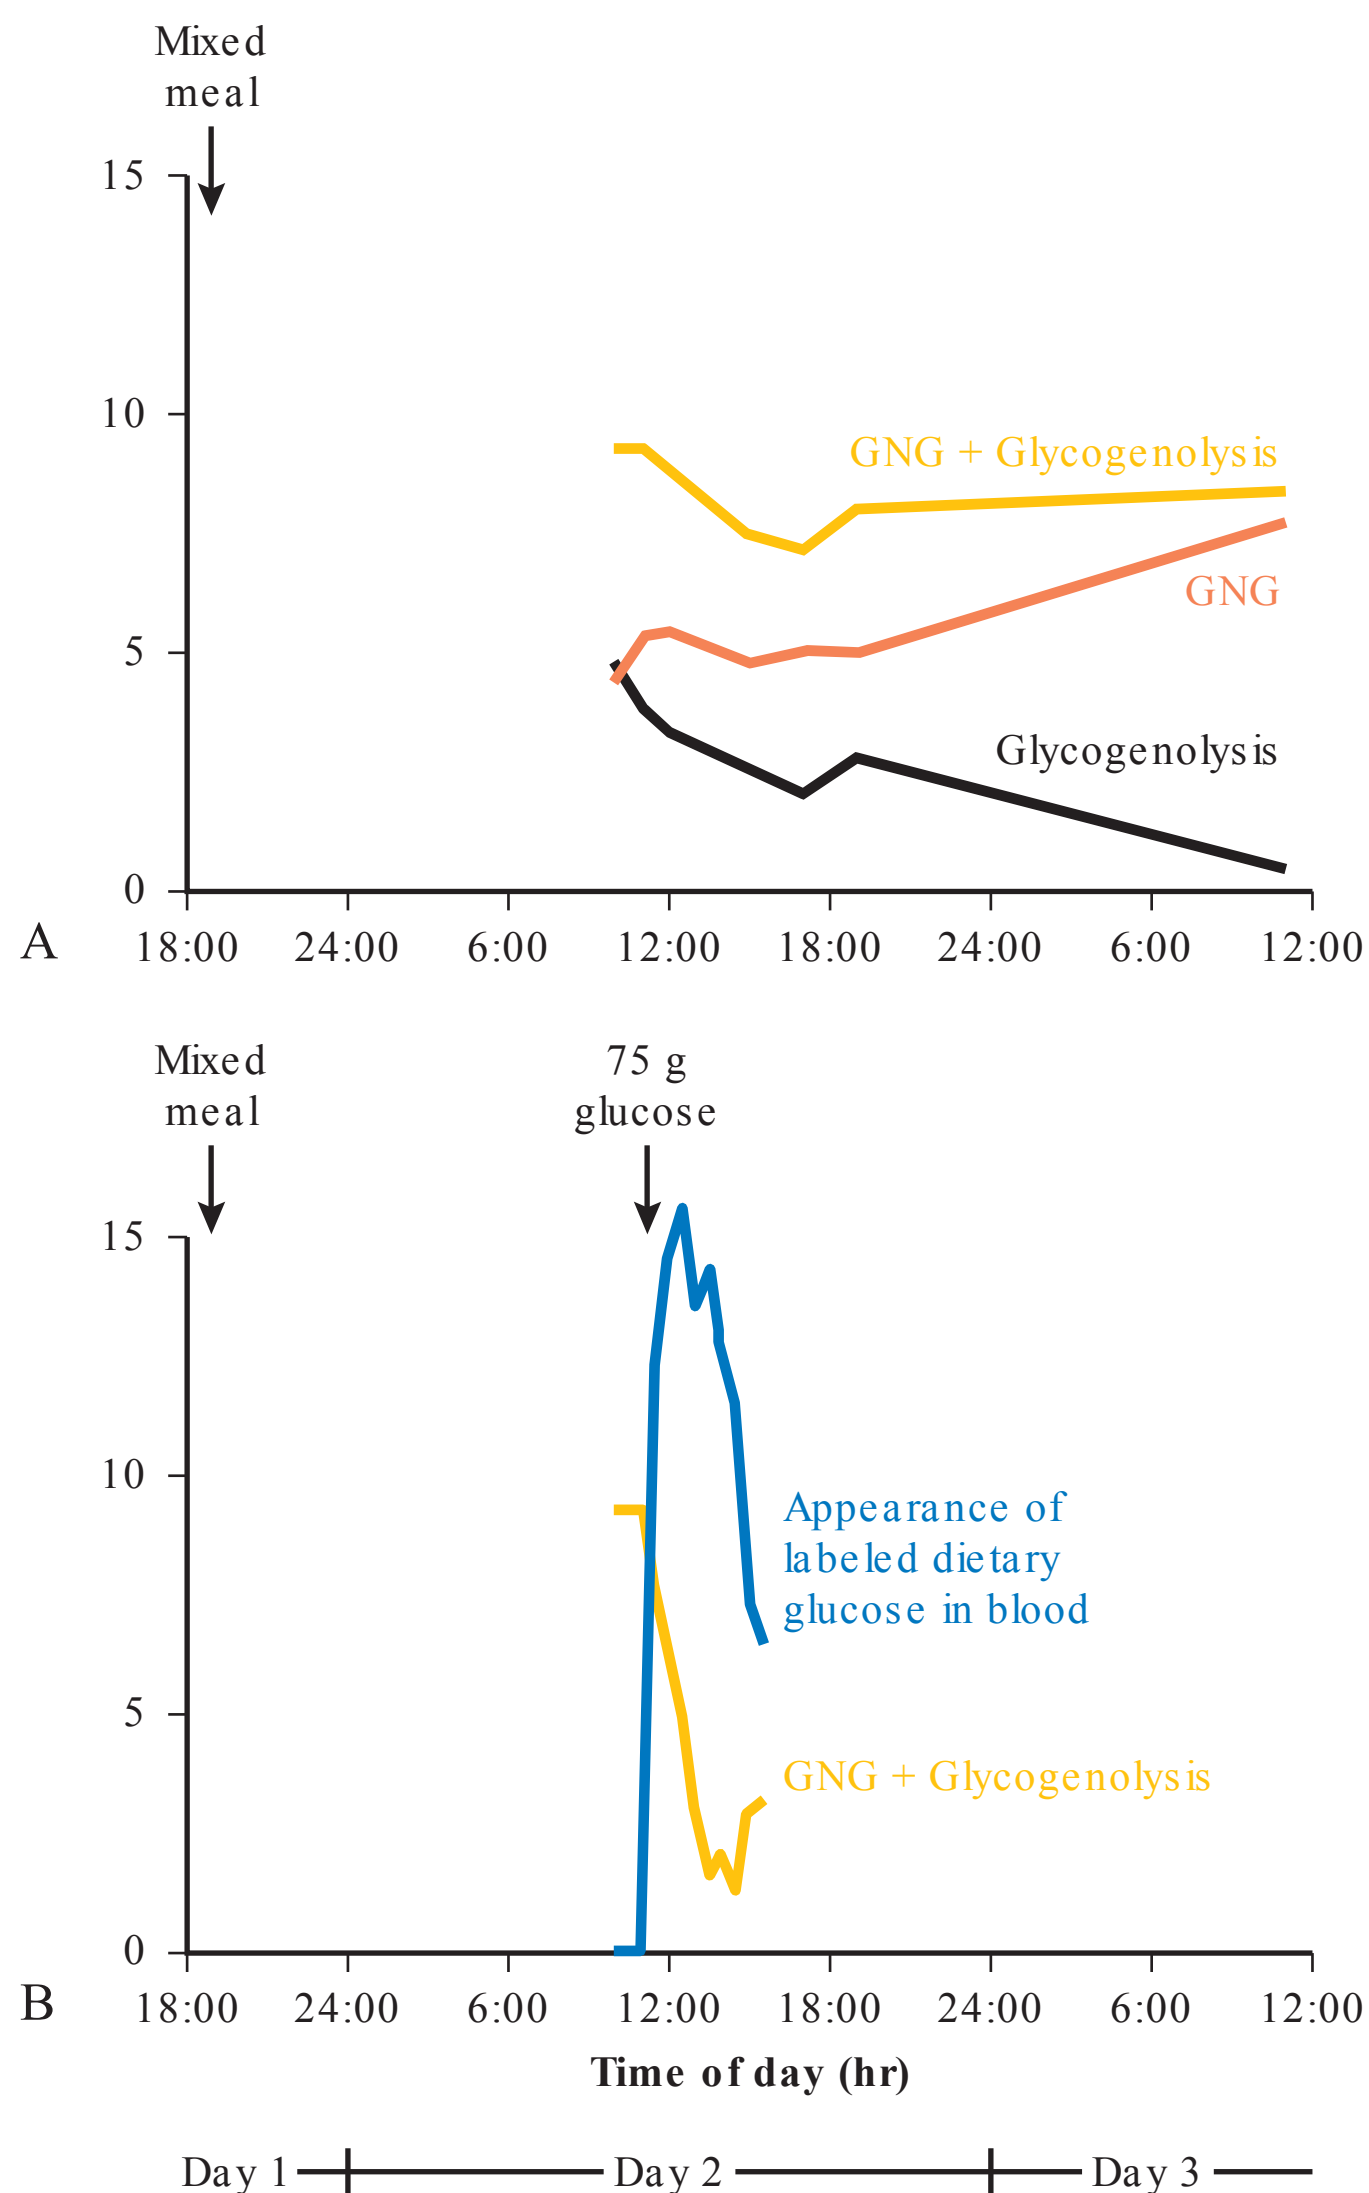 Mixed
meal
15
10
GNG + Glycogenolysis
GNG
5
Glycogenolysis
0
A
18:00 24:00 6:00 12:00 18:00 24:00 6:00 12:00
Mixed
meal
75 g
glucose
15
10
Appearance of
labeled dietary
glucose in blood
5
GNG + Glycogenolysis
0
B
18:00 24:00 6:00 12:00 18:00 24:00 6:00 12:00
Time of day (hr)
Day 1 Day 2 Day 3